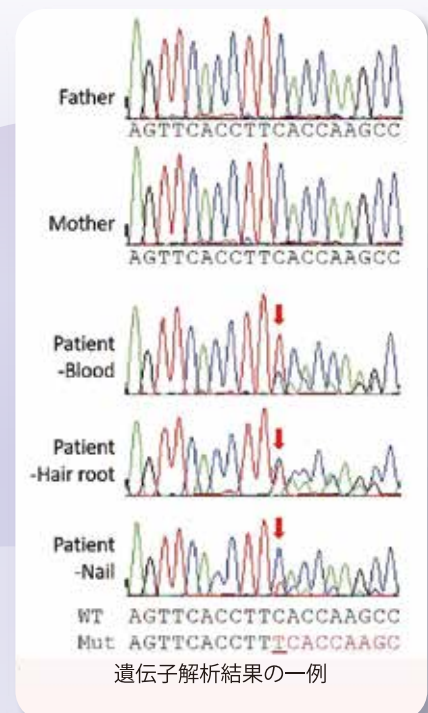 Father
AGTTCACCTTCACCAAGCC
Mother
AGTTCACCTTCACCAAGCC
Patient
-Blood
Patient
-Hair root
Patient
-Nail
WT AGTTCACCTTCACCAAGCC
Mut AGTTCACCTTTCACCAAGC
遺伝子解析結果の一例